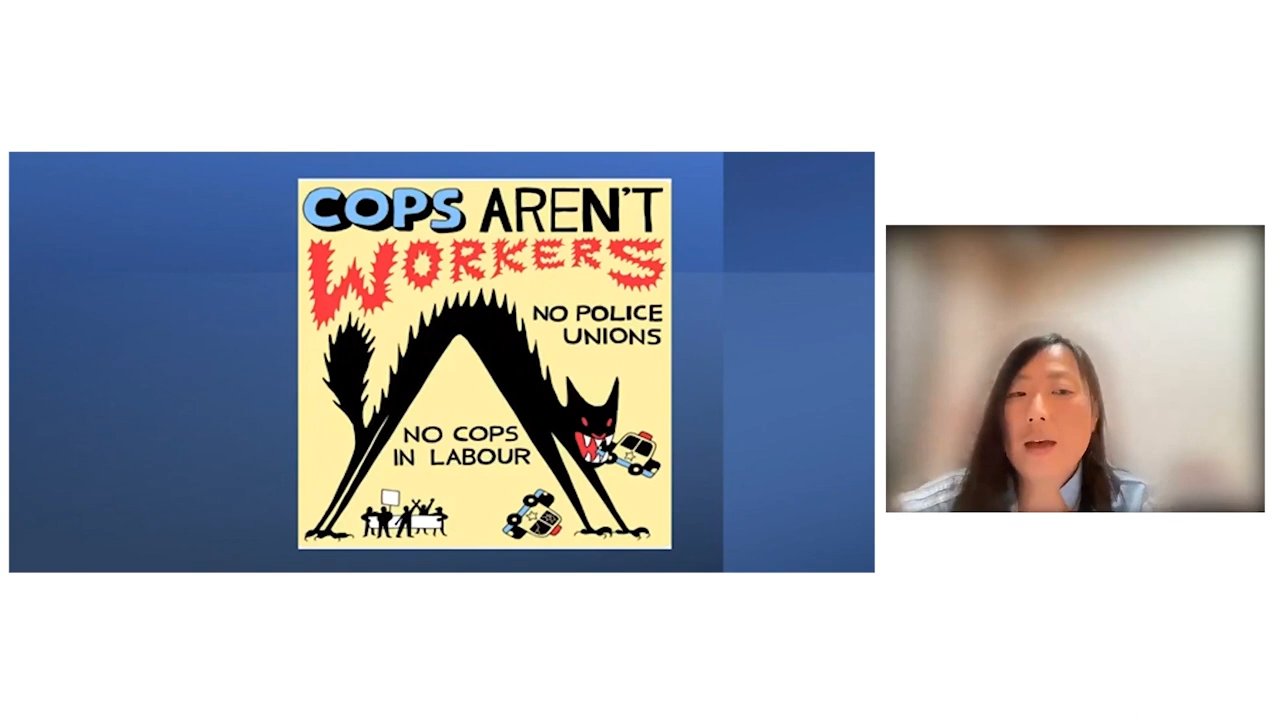 COPS AREN'T
WORKERS
NO POLICE
UNIONS
NO COPS
IN LABOUR